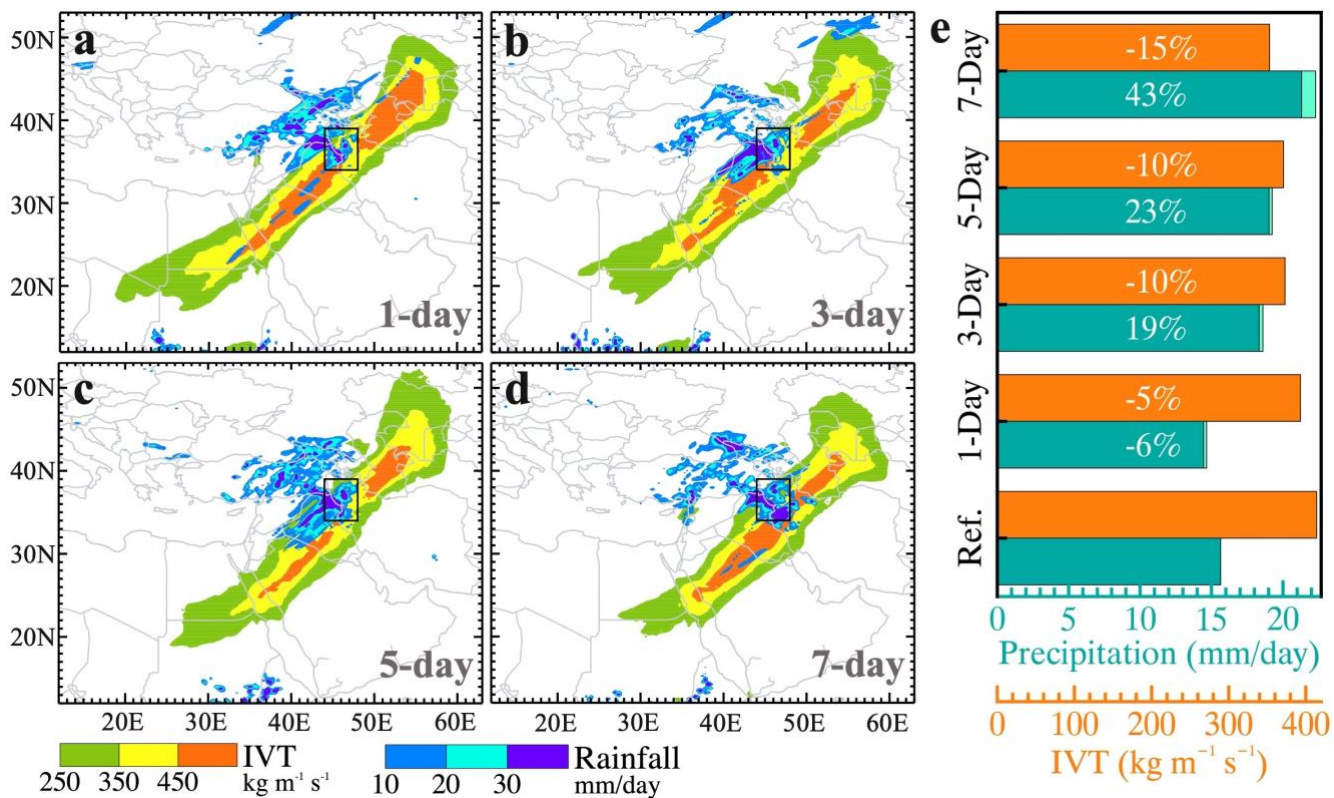 a
1-day
b
3-day
c
5-day
d
7-day
50N
40N
30N
20N
50N
40N
30N
20N
20E 30E 40E 50E 60E
20E 30E 40E 50E 60E
250 350 450
IVT
kg m⁻¹ s⁻¹
10 20 30
Rainfall
mm/day
e
7-Day
-15%
43%
5-Day
-10%
23%
3-Day
-10%
19%
1-Day
-5%
-6%
Ref.
0 5 10 15 20
Precipitation (mm/day)
0 100 200 300 400
IVT (kg m⁻¹ s⁻¹)